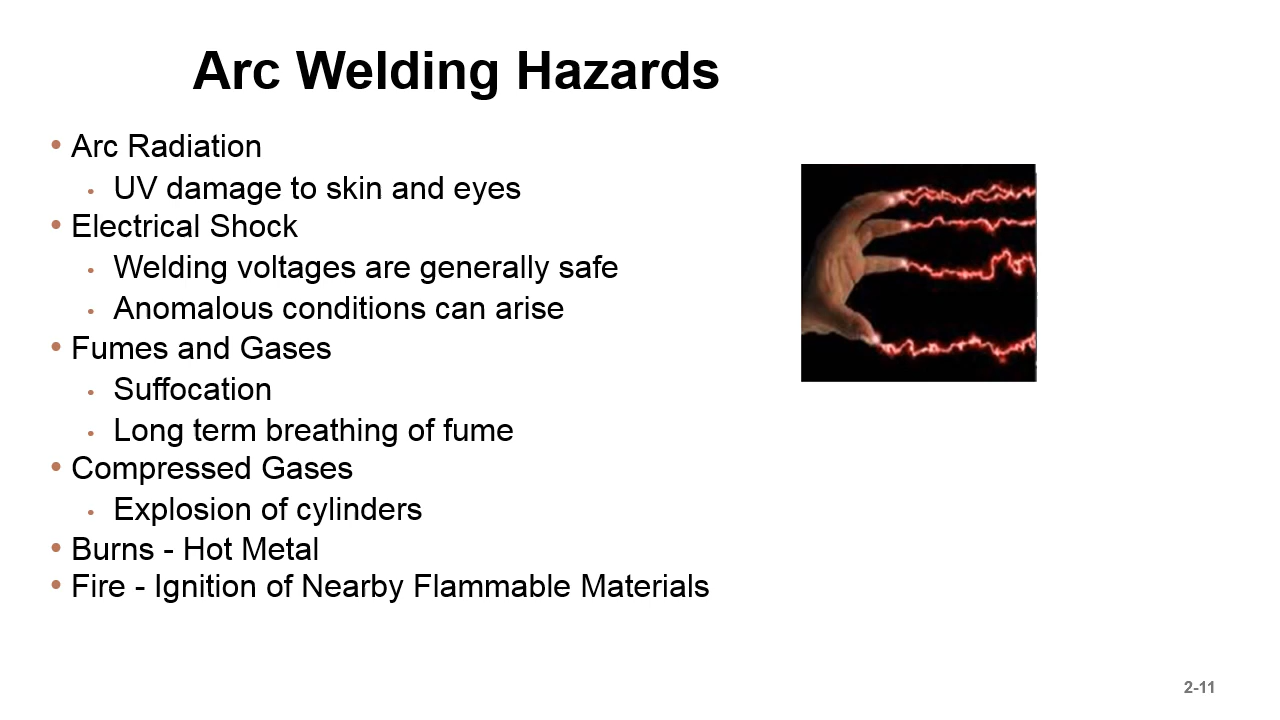 Arc Welding Hazards
• Arc Radiation
• UV damage to skin and eyes
• Electrical Shock
• Welding voltages are generally safe
• Anomalous conditions can arise
• Fumes and Gases
• Suffocation
• Long term breathing of fume
• Compressed Gases
• Explosion of cylinders
• Burns - Hot Metal
• Fire - Ignition of Nearby Flammable Materials
2-11